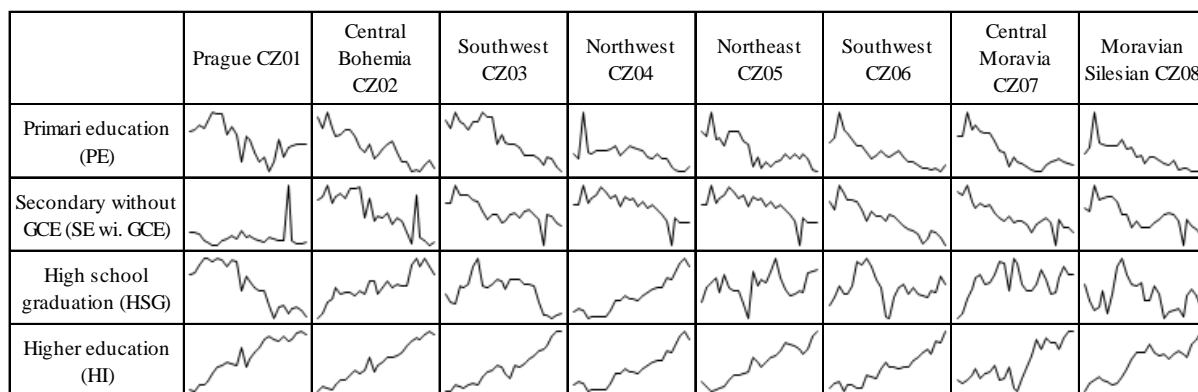 Prague CZ01
Central
Bohemia
CZ02
Southwest
CZ03
Northwest
CZ04
Northeast
CZ05
Southwest
CZ06
Central
Moravia
CZ07
Moravian
Silesian CZ08
Primari education
(PE)
Secondary without
GCE (SE wi. GCE)
High school
graduation (HSG)
Higher education
(HI)